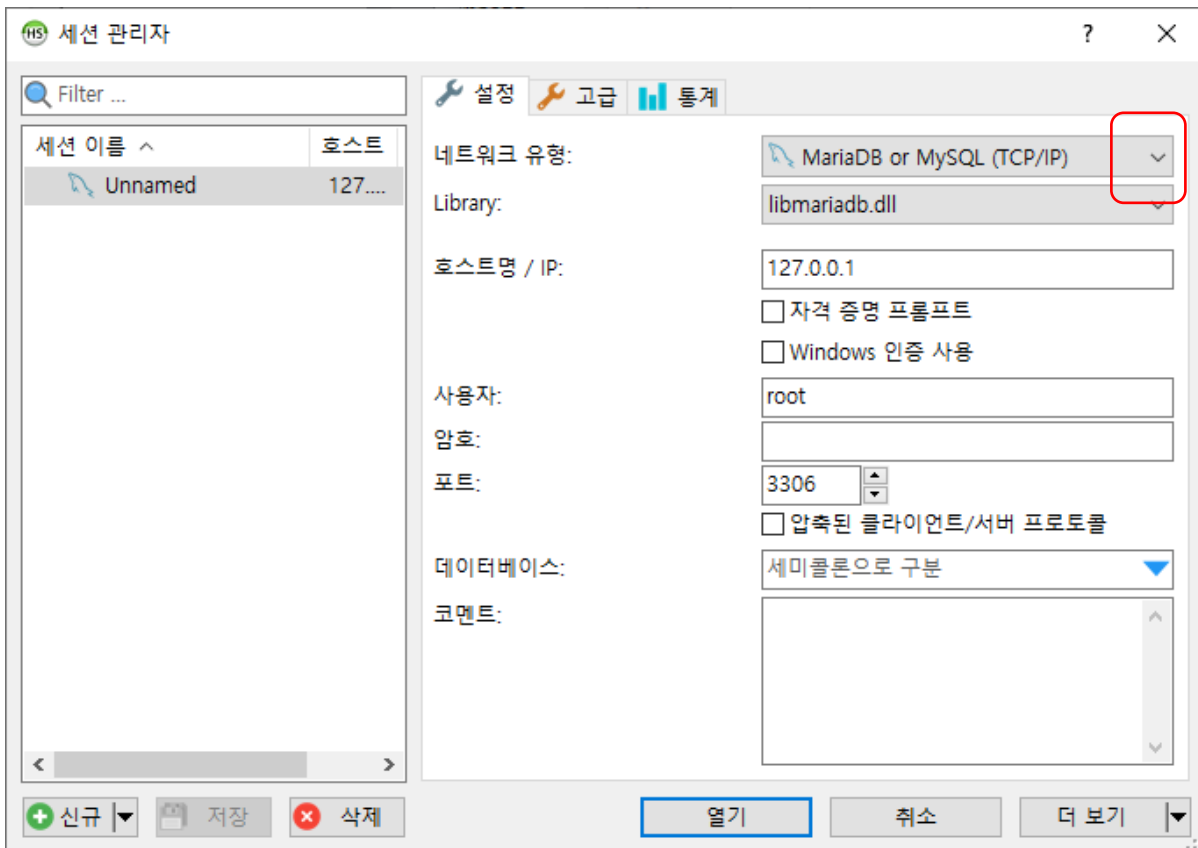 HS 세션 관리자
Filter ...
세션 이름 호스트
Unnamed 127....
신규 저장 삭제
설정 고급 통계
네트워크 유형: MariaDB or MySQL (TCP/IP)
Library: libmariadb.dll
호스트명 / IP: 127.0.0.1
자격 증명 프롬프트
Windows 인증 사용
사용자: root
암호:
포트: 3306
압축된 클라이언트/서버 프로토콜
데이터베이스: 세미콜론으로 구분
코멘트:
열기 취소 더 보기